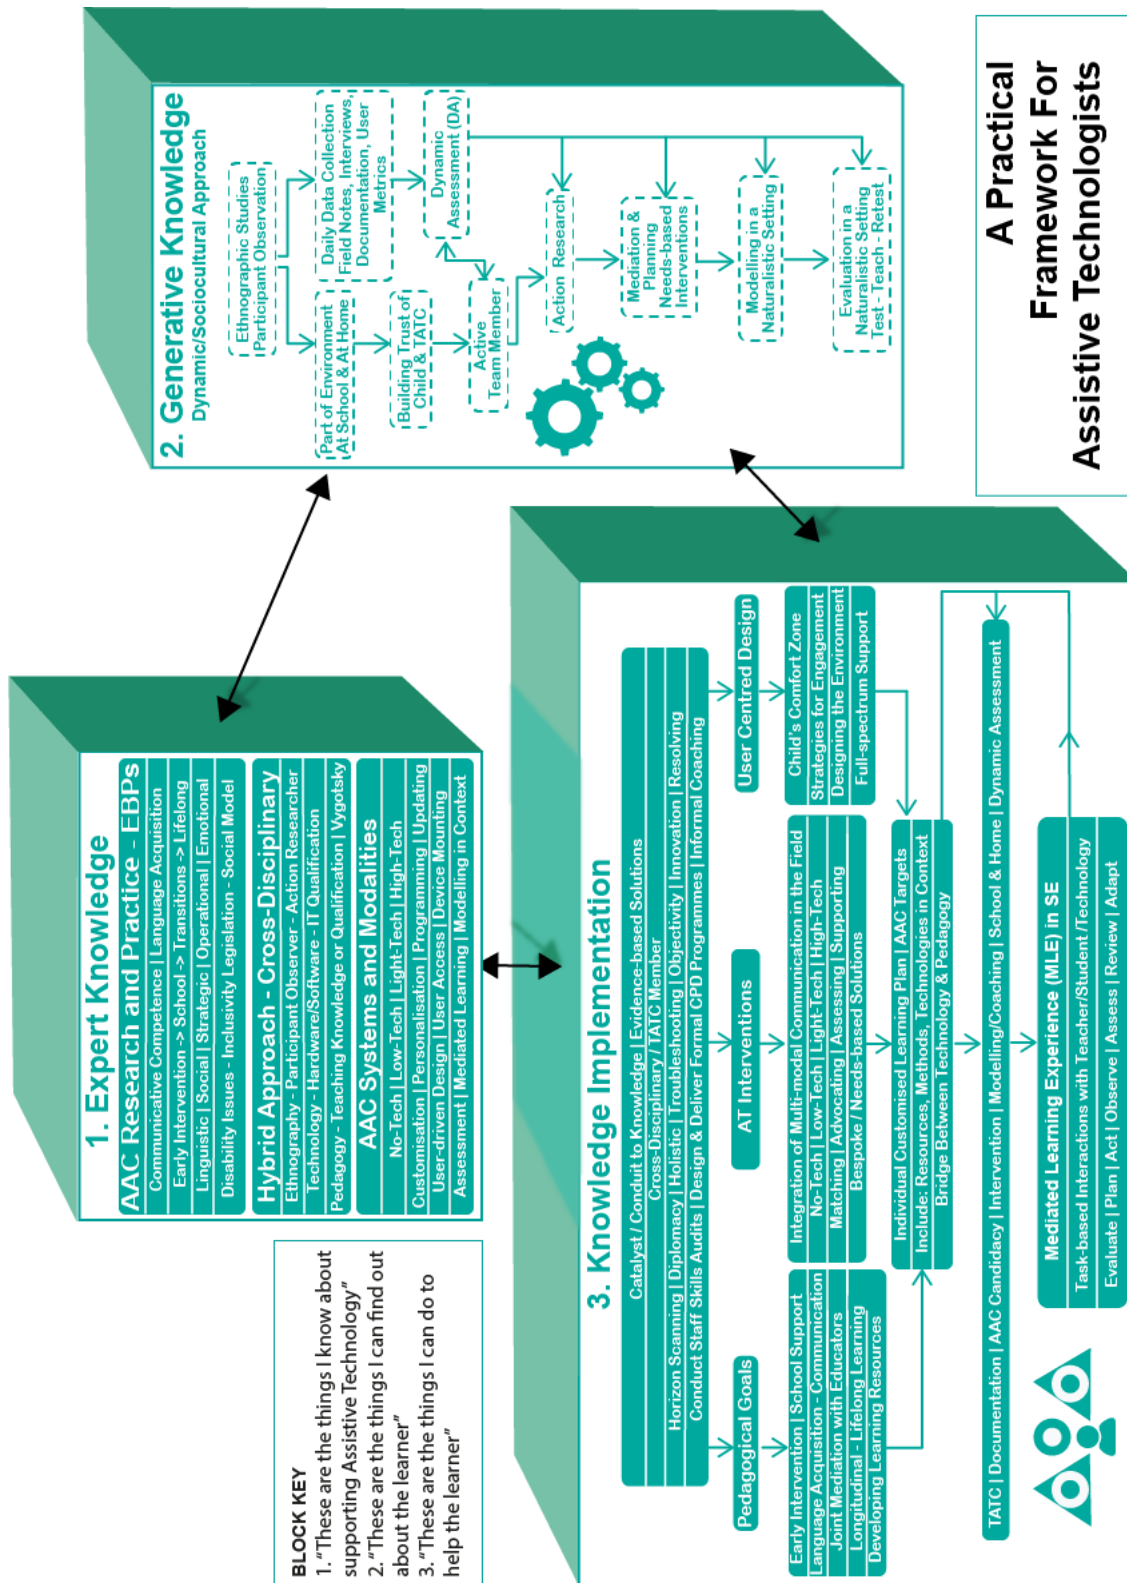 1. Expert Knowledge
AAC Research and Practice - EBPs
Communicative Competence | Language Acquisition
Early Intervention -> School -> Transitions -> Lifelong
Linguistic | Social | Strategic | Operational | Emotional
Disability Issues - Inclusivity Legislation - Social Model
Hybrid Approach - Cross-Disciplinary
Ethnography - Participant Observer - Action Researcher
Technology - Hardware/Software - IT Qualification
Pedagogy - Teaching Knowledge or Qualification | Vygotsky
AAC Systems and Modalities
No-Tech | Low-Tech | Light-Tech | High-Tech
Customisation | Personalisation | Programming | Updating
User-driven Design | User Access | Device Mounting
Assessment | Mediated Learning | Modelling in Context
2. Generative Knowledge
Dynamic/Sociocultural Approach
Ethnographic Studies
Participant Observation
Part of Environment
At School & At Home
Daily Data Collection
Field Notes, Interviews,
Documentation, User
Metrics
Building Trust of
Child & TATC
Dynamic
Assessment (DA)
Active
Team Member
Action Research
Mediation &
Planning
Needs-based
Interventions
Modelling in a
Naturalistic Setting
Evaluation in a
Naturalistic Setting
Test - Teach - Retest
BLOCK KEY
1. “These are the things I know about
supporting Assistive Technology”
2. “These are the things I can find out
about the learner”
3. “These are the things I can do to
help the learner”
3. Knowledge Implementation
Catalyst / Conduit to Knowledge | Evidence-based Solutions
Cross-Disciplinary / TATC Member
Horizon Scanning | Diplomacy | Holistic | Troubleshooting | Objectivity | Innovation | Resolving
Conduct Staff Skills Audits | Design & Deliver Formal CPD Programmes | Informal Coaching
Pedagogical Goals
AT Interventions
User Centred Design
Early Intervention | School Support
Language Acquisition - Communication
Joint Mediation with Educators
Longitudinal - Lifelong Learning
Developing Learning Resources
Integration of Multi-modal Communication in the Field
No-Tech | Low-Tech | Light-Tech | High-Tech
Matching | Advocating | Assessing | Supporting
Bespoke / Needs-based Solutions
Child's Comfort Zone
Strategies for Engagement
Designing the Environment
Full-spectrum Support
Individual Customised Learning Plan | AAC Targets
Include: Resources, Methods, Technologies in Context
Bridge Between Technology & Pedagogy
TATC | Documentation | AAC Candidacy | Intervention | Modelling/Coaching | School & Home | Dynamic Assessment
Mediated Learning Experience (MLE) in SE
Task-based Interactions with Teacher/Student /Technology
Evaluate | Plan | Act | Observe | Assess | Review | Adapt
A Practical
Framework For
Assistive Technologists